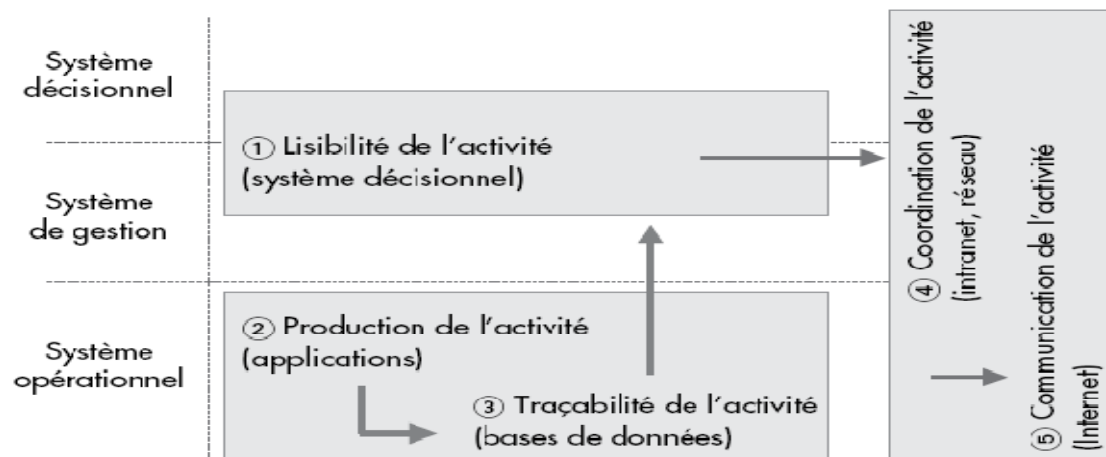 Système
décisionnel
Système
de gestion
Système
opérationnel
① Lisibilité de l'activité
(système décisionnel)
② Production de l'activité
(applications)
③ Traçabilité de l'activité
(bases de données)
④ Coordination de l'activité
(intranet, réseau)
⑤ Communication de l'activité
(Internet)